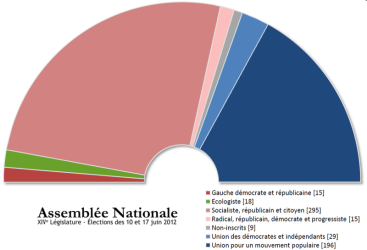 Assemblée Nationale
XIVᵉ Législature - Élections des 10 et 17 juin 2012
Gauche démocrate et républicaine [15]
Ecologiste [18]
Socialiste, républicain et citoyen [295]
Radical, républicain, démocrate et progressiste [15]
Non-inscrits [9]
Union des démocrates et indépendants [29]
Union pour un mouvement populaire [196]